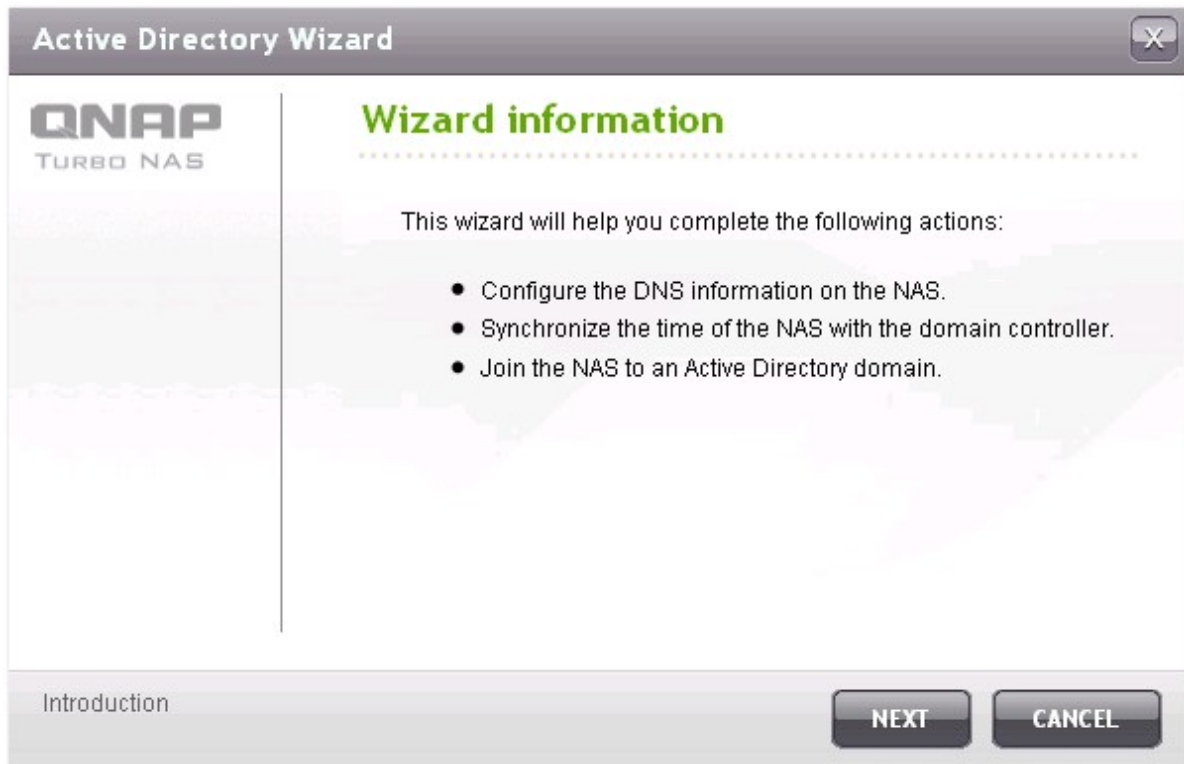 Active Directory Wizard
X
QNAP
TURBO NAS
Wizard information
This wizard will help you complete the following actions:
● Configure the DNS information on the NAS.
● Synchronize the time of the NAS with the domain controller.
● Join the NAS to an Active Directory domain.
Introduction
NEXT
CANCEL